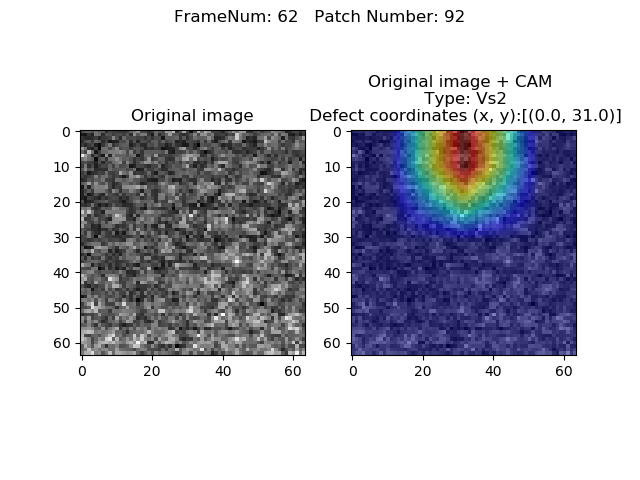 FrameNum: 62   Patch Number: 92
Original image
Original image + CAM
Type: Vs2
Defect coordinates (x, y):[(0.0, 31.0)]
0
10
20
30
40
50
60
0 20 40 60
0
10
20
30
40
50
60
0 20 40 60